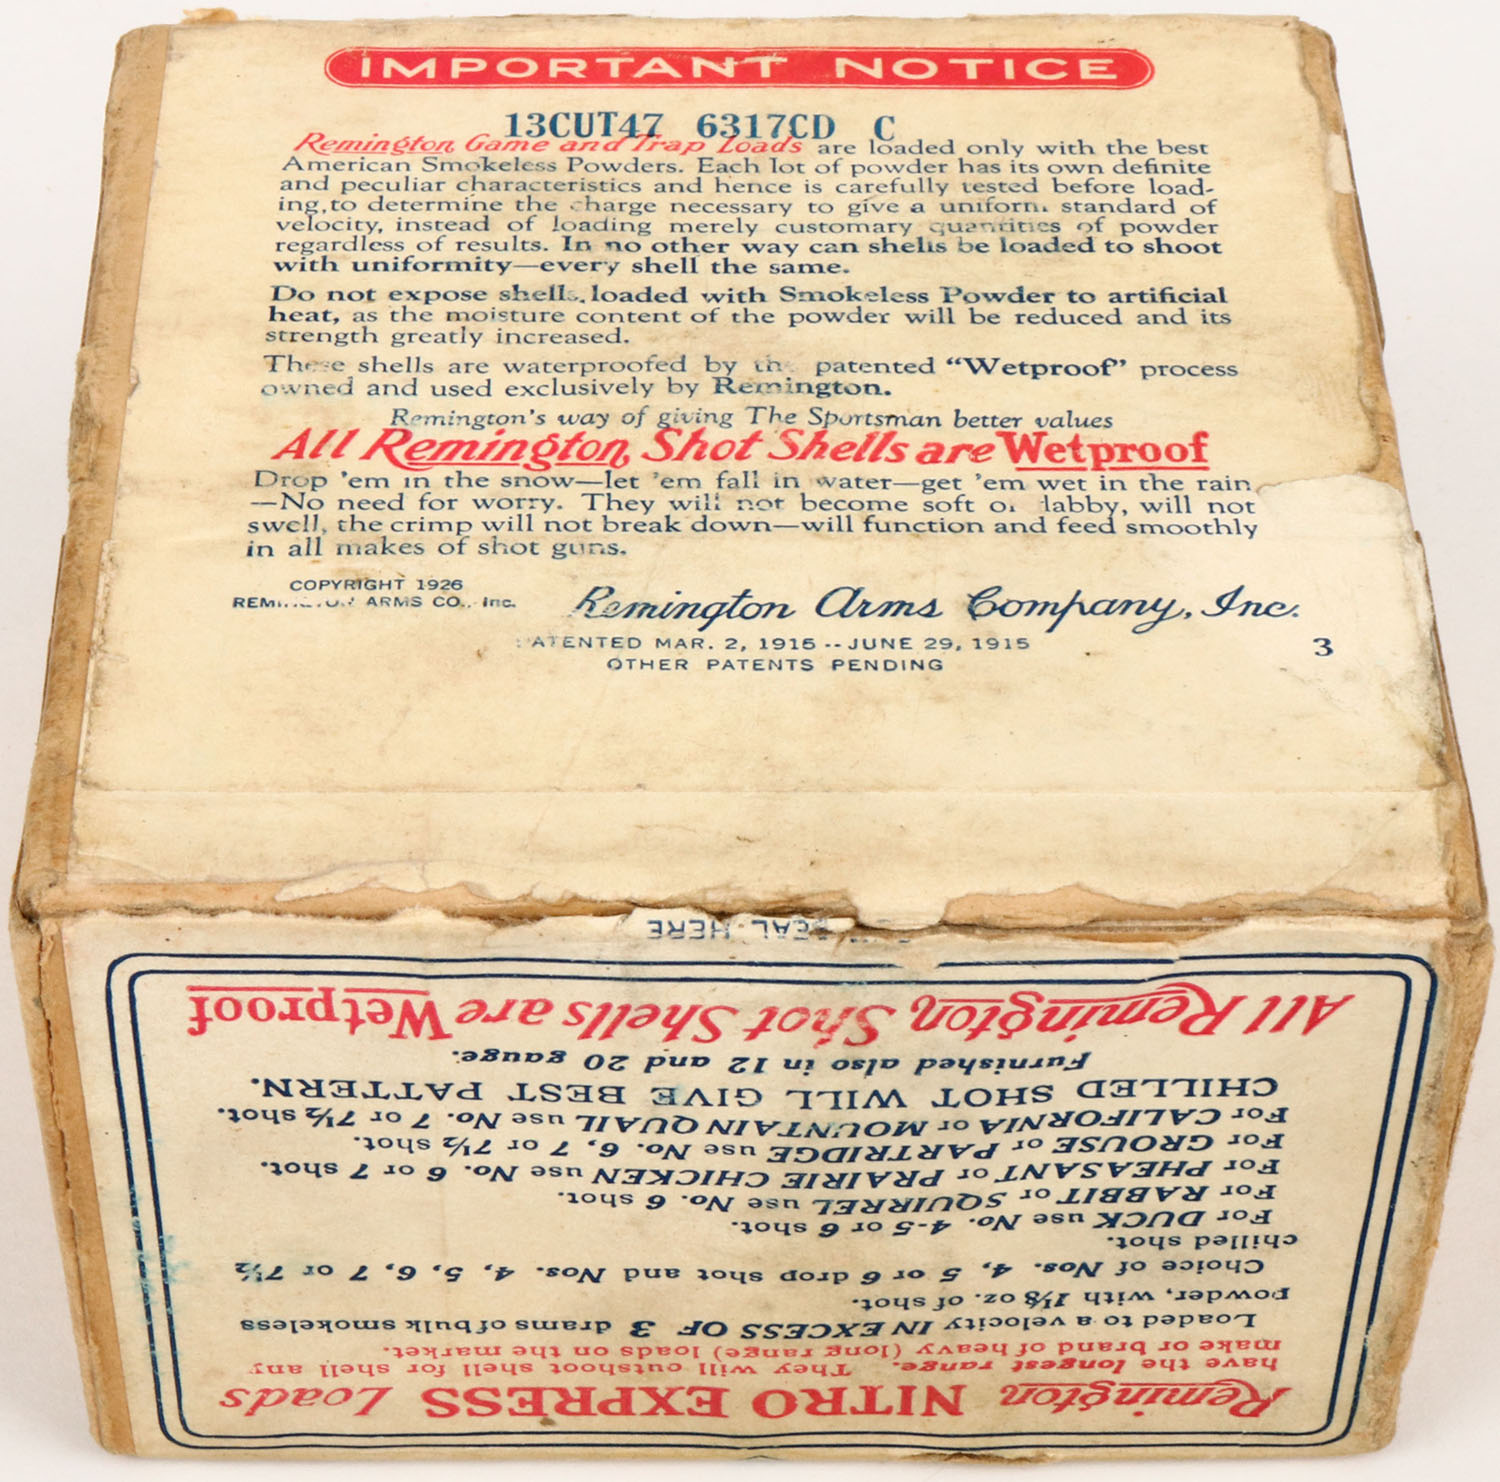 IMPORTANT NOTICE
13CUT47 6317CD C
Remington Game and Trap Loads are loaded only with the best
American Smokeless Powders. Each lot of powder has its own definite
and peculiar characteristics and hence is carefully tested before load-
ing, to determine the charge necessary to give a uniform standard of
velocity, instead of loading merely customary quantities of powder
regardless of results. In no other way can shells be loaded to shoot
with uniformity—every shell the same.
Do not expose shells, loaded with Smokeless Powder to artificial
heat, as the moisture content of the powder will be reduced and its
strength greatly increased.
These shells are waterproofed by the patented “Wetproof” process
owned and used exclusively by Remington.
Remington's way of giving The Sportsman better values
All Remington Shot Shells are Wetproof
Drop 'em in the snow—let 'em fall in water—get 'em wet in the rain
—No need for worry. They will not become soft or flabby, will not
swell, the crimp will not break down—will function and feed smoothly
in all makes of shot guns.
COPYRIGHT 1926
REMINGTON ARMS CO., Inc.
Remington Arms Company, Inc.
PATENTED MAR. 2, 1915--JUNE 29, 1915
OTHER PATENTS PENDING
3
SEAL HERE
Remington NITRO EXPRESS Loads
have the longest range. They will outshoot shell for shell any
make or brand of heavy (long range) loads on the market.
Loaded to a velocity IN EXCESS OF 3 drams of bulk smokeless
powder, with 1⅛ oz. of shot.
Choice of Nos. 4, 5 or 6 drop shot and Nos. 4, 5, 6, 7 or 7½
chilled shot.
For DUCK use No. 4-5 or 6 shot.
For RABBIT or SQUIRREL use No. 6 shot.
For PHEASANT or PRAIRIE CHICKEN use No. 6 or 7 shot.
For GROUSE or PARTRIDGE use No. 6, 7 or 7½ shot.
For CALIFORNIA or MOUNTAIN QUAIL use No. 7 or 7½ shot.
CHILLED SHOT WILL GIVE BEST PATTERN.
Furnished also in 12 and 20 gauge.
All Remington Shot Shells are Wetproof